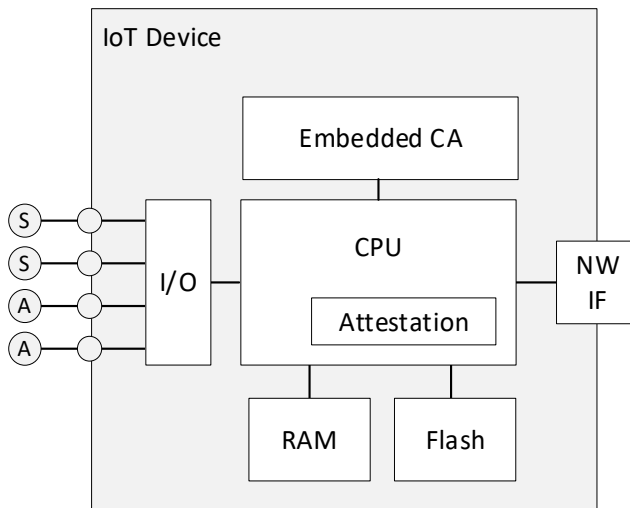 IoT Device
Embedded CA
S
S
A
A
I/O
CPU
Attestation
NW
IF
RAM
Flash